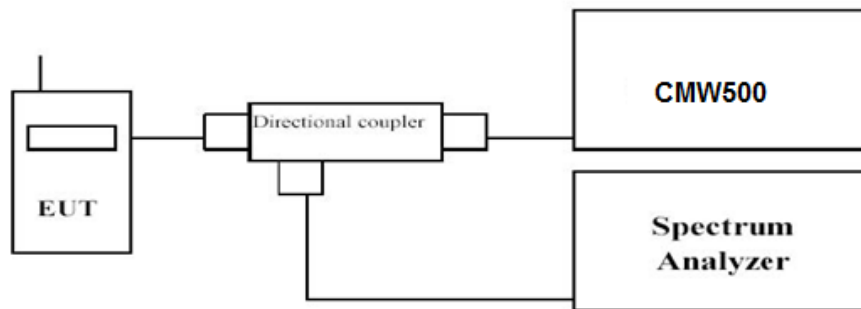 CMW500
Directional coupler
EUT
Spectrum
Analyzer